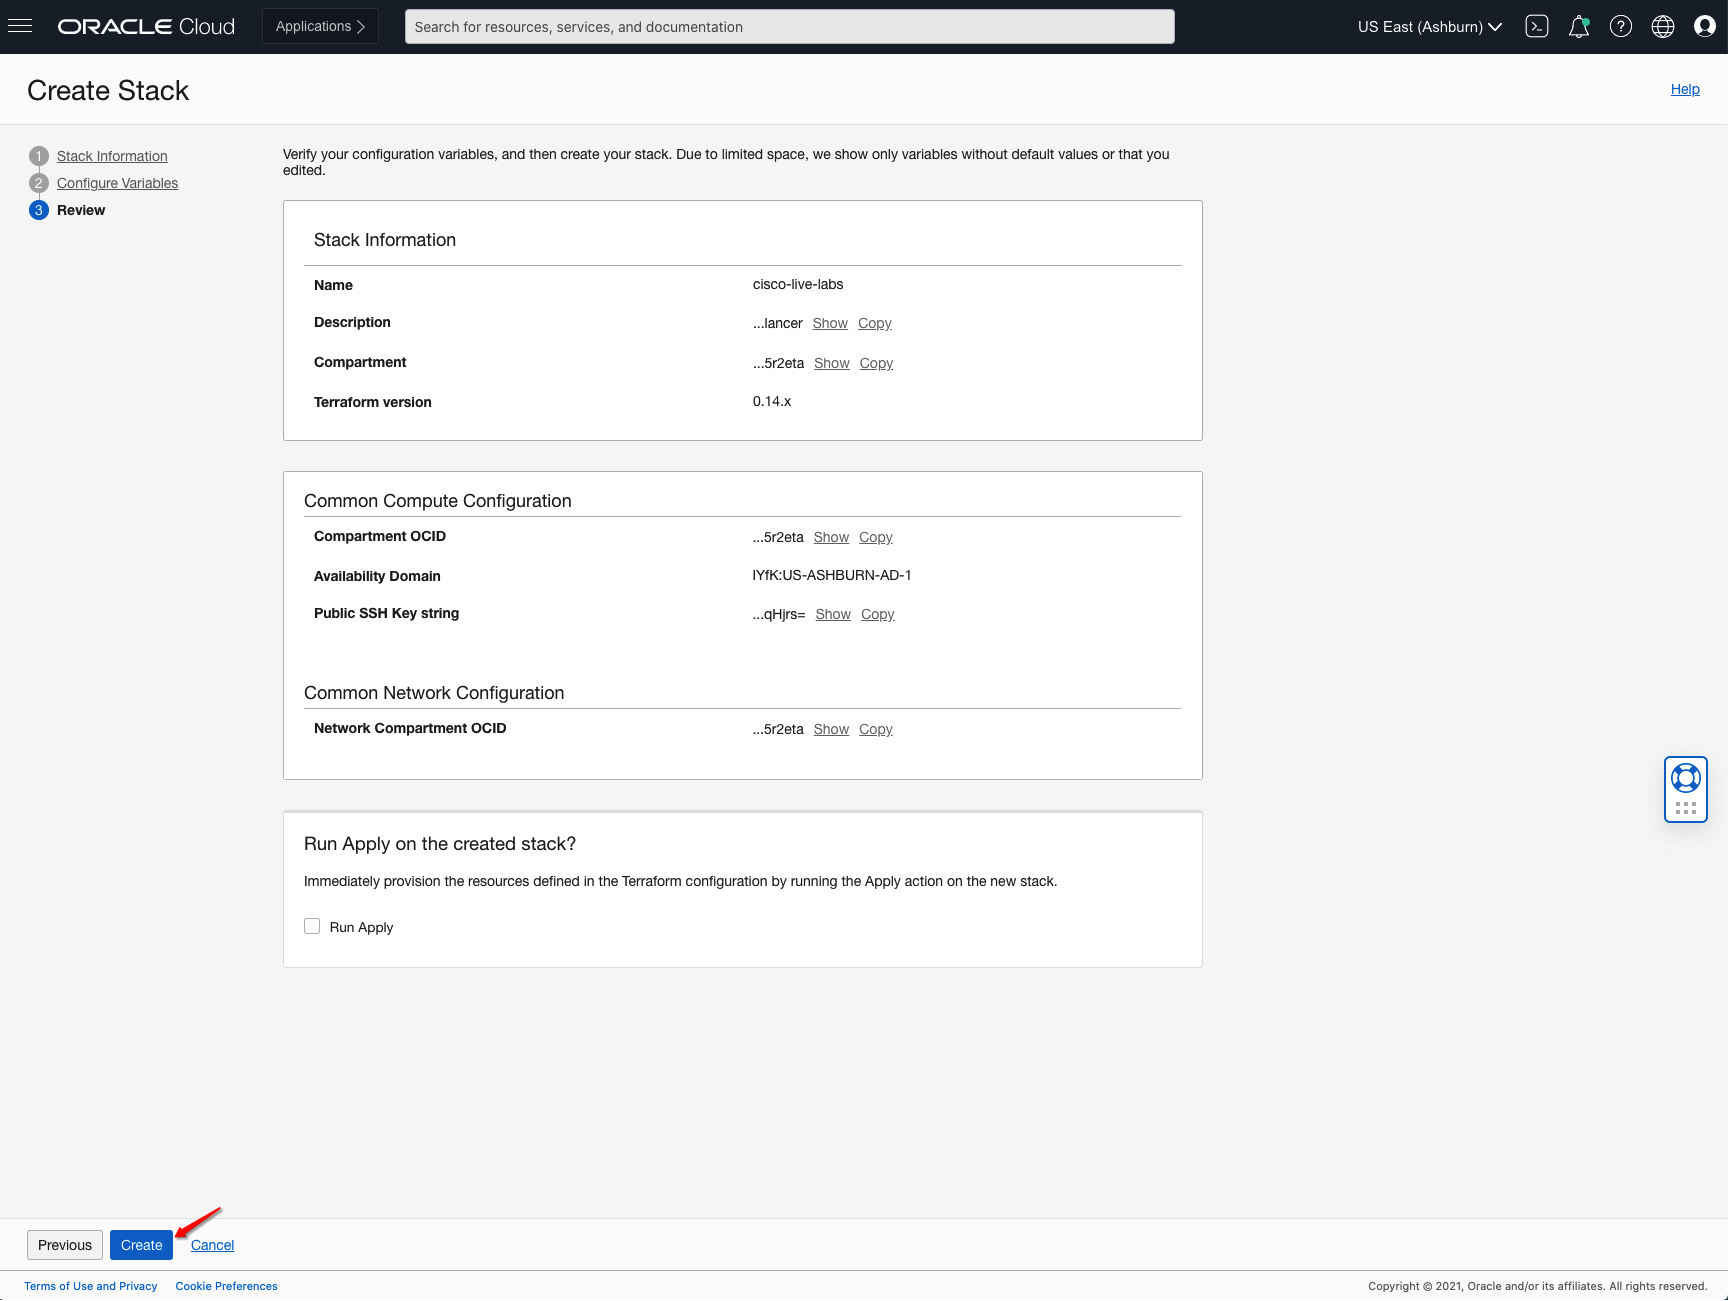 ORACLE Cloud
Applications
Search for resources, services, and documentation
US East (Ashburn)
Create Stack
Help
1 Stack Information
2 Configure Variables
3 Review
Verify your configuration variables, and then create your stack. Due to limited space, we show only variables without default values or that you
edited.
Stack Information
Name cisco-live-labs
Description ...lancer Show Copy
Compartment ...5r2eta Show Copy
Terraform version 0.14.x
Common Compute Configuration
Compartment OCID ...5r2eta Show Copy
Availability Domain IYfK:US-ASHBURN-AD-1
Public SSH Key string ...qHjrs= Show Copy
Common Network Configuration
Network Compartment OCID ...5r2eta Show Copy
Run Apply on the created stack?
Immediately provision the resources defined in the Terraform configuration by running the Apply action on the new stack.
Run Apply
Previous Create Cancel
Terms of Use and Privacy Cookie Preferences
Copyright © 2021, Oracle and/or its affiliates. All rights reserved.